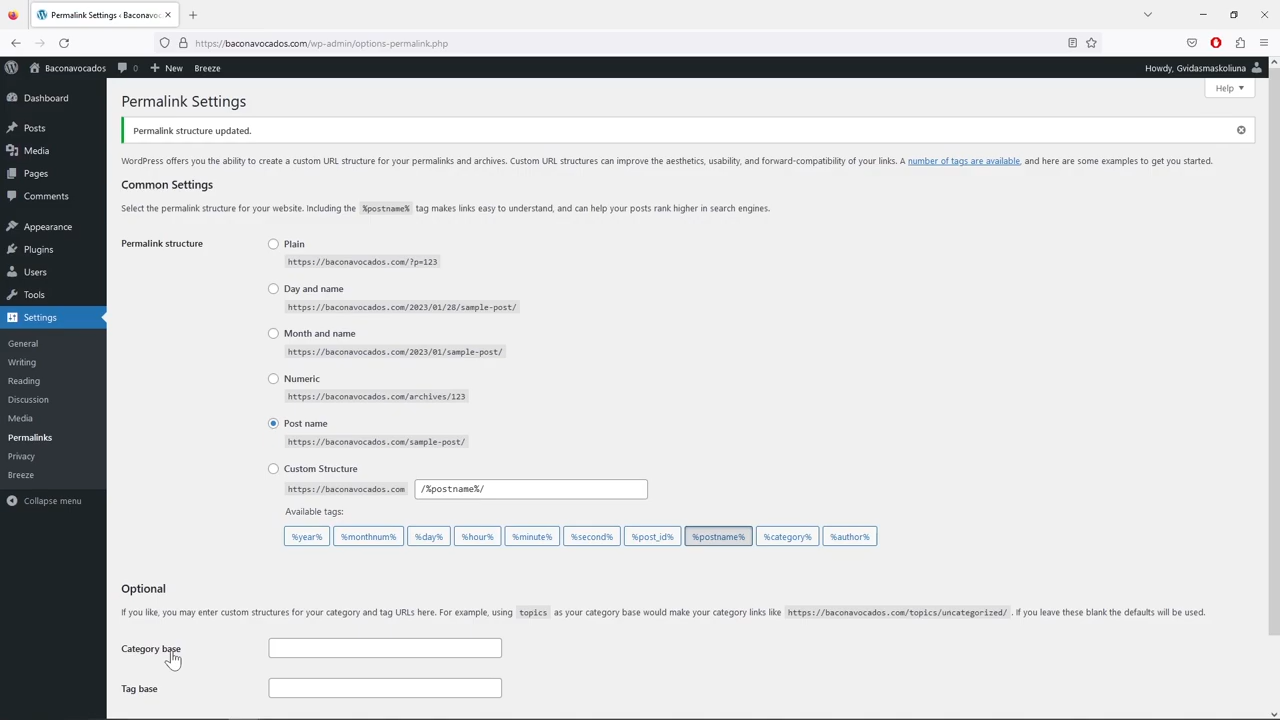 Permalink Settings ‹ Baconavoc
https://baconavocados.com/wp-admin/options-permalink.php
Baconavocados 0 New Breeze Howdy, Gvidasmaskoliuna
Help
Dashboard
Posts
Media
Pages
Comments
Appearance
Plugins
Users
Tools
Settings
General
Writing
Reading
Discussion
Media
Permalinks
Privacy
Breeze
Collapse menu
Permalink Settings
Permalink structure updated.
WordPress offers you the ability to create a custom URL structure for your permalinks and archives. Custom URL structures can improve the aesthetics, usability, and forward-compatibility of your links. A number of tags are available, and here are some examples to get you started.
Common Settings
Select the permalink structure for your website. Including the %postname% tag makes links easy to understand, and can help your posts rank higher in search engines.
Permalink structure
Plain
https://baconavocados.com/?p=123
Day and name
https://baconavocados.com/2023/01/28/sample-post/
Month and name
https://baconavocados.com/2023/01/sample-post/
Numeric
https://baconavocados.com/archives/123
Post name
https://baconavocados.com/sample-post/
Custom Structure
https://baconavocados.com /%postname%/
Available tags:
%year% %monthnum% %day% %hour% %minute% %second% %post_id% %postname% %category% %author%
Optional
If you like, you may enter custom structures for your category and tag URLs here. For example, using topics as your category base would make your category links like https://baconavocados.com/topics/uncategorized/ . If you leave these blank the defaults will be used.
Category base
Tag base